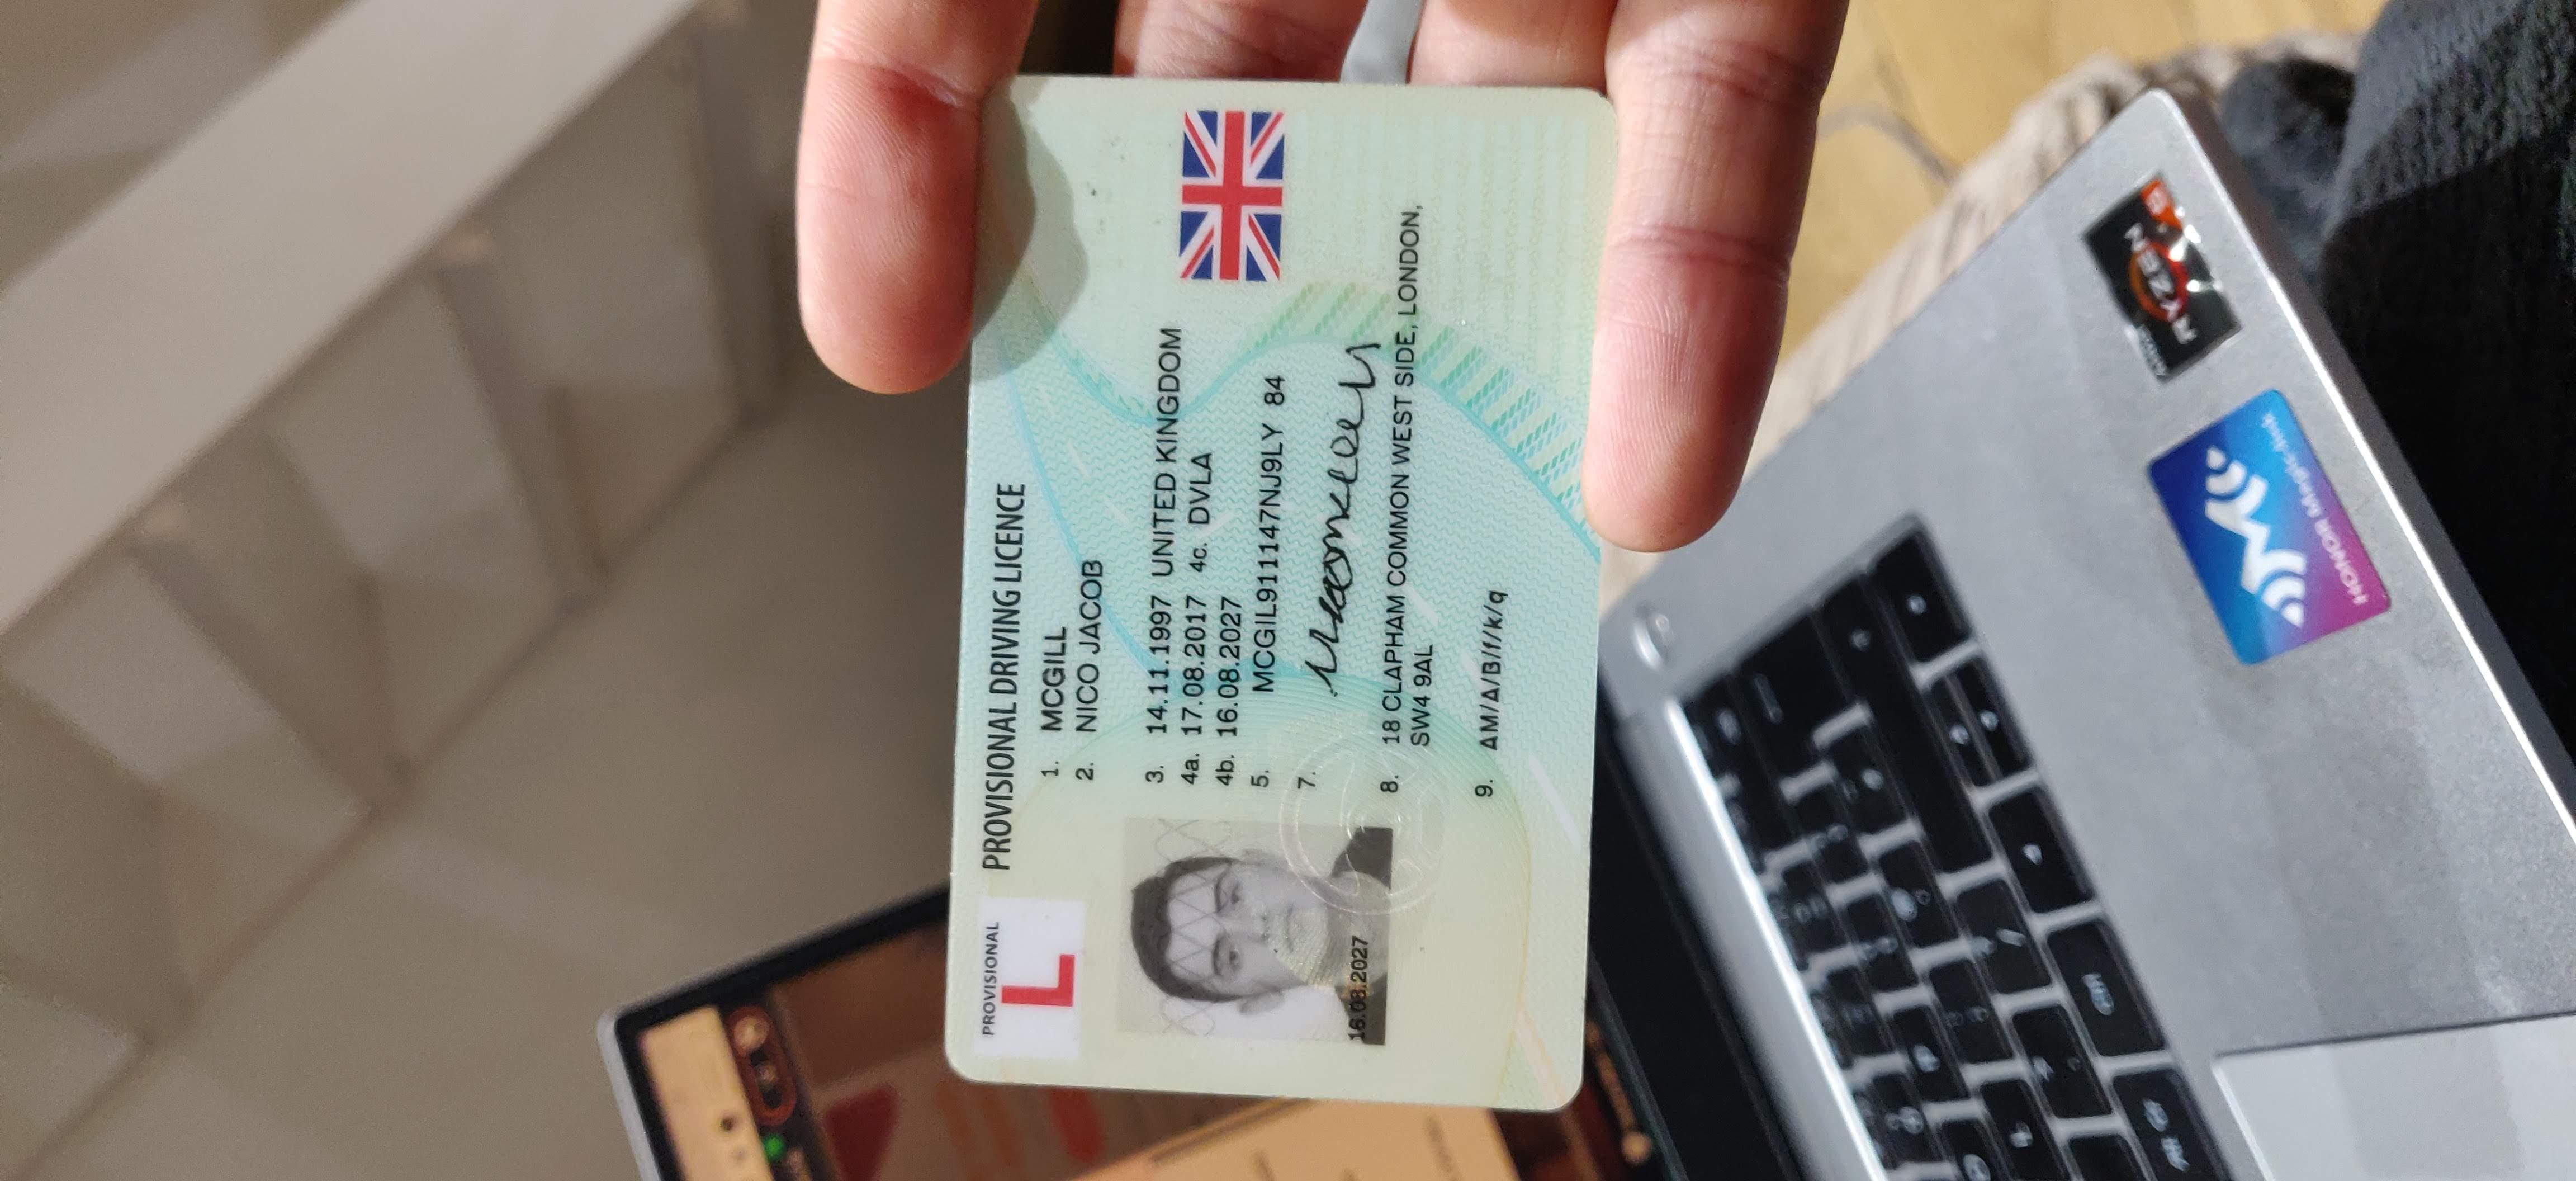 PROVISIONAL
L
PROVISIONAL DRIVING LICENCE
1. MCGILL
2. NICO JACOB
3. 14.11.1997 UNITED KINGDOM
4a. 17.08.2017 4c. DVLA
4b. 16.08.2027
5. MCGIL911147NJ9LY 84
7.
8. 18 CLAPHAM COMMON WEST SIDE, LONDON,
SW4 9AL
9. AM/A/B/f/k/q
16.08.2027
RYZEN
HONOR Magic-link